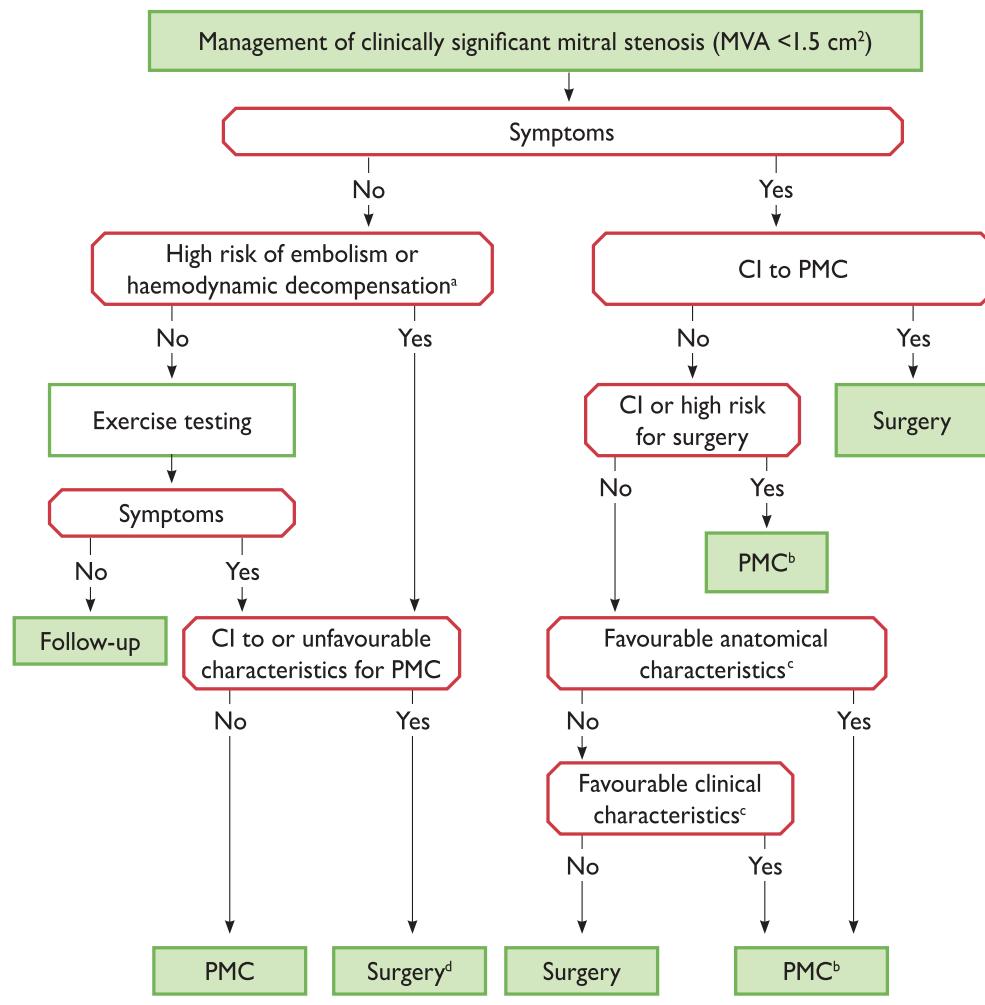 Management of clinically significant mitral stenosis (MVA <1.5 cm²)
Symptoms
No
Yes
High risk of embolism or
haemodynamic decompensationᵃ
CI to PMC
No
Yes
No
Yes
Exercise testing
CI or high risk
for surgery
Surgery
Symptoms
No
Yes
No
Yes
PMCᵇ
Follow-up
CI to or unfavourable
characteristics for PMC
Favourable anatomical
characteristicsᶜ
No
Yes
No
Yes
Favourable clinical
characteristicsᶜ
No
Yes
PMC
Surgeryᵈ
Surgery
PMCᵇ